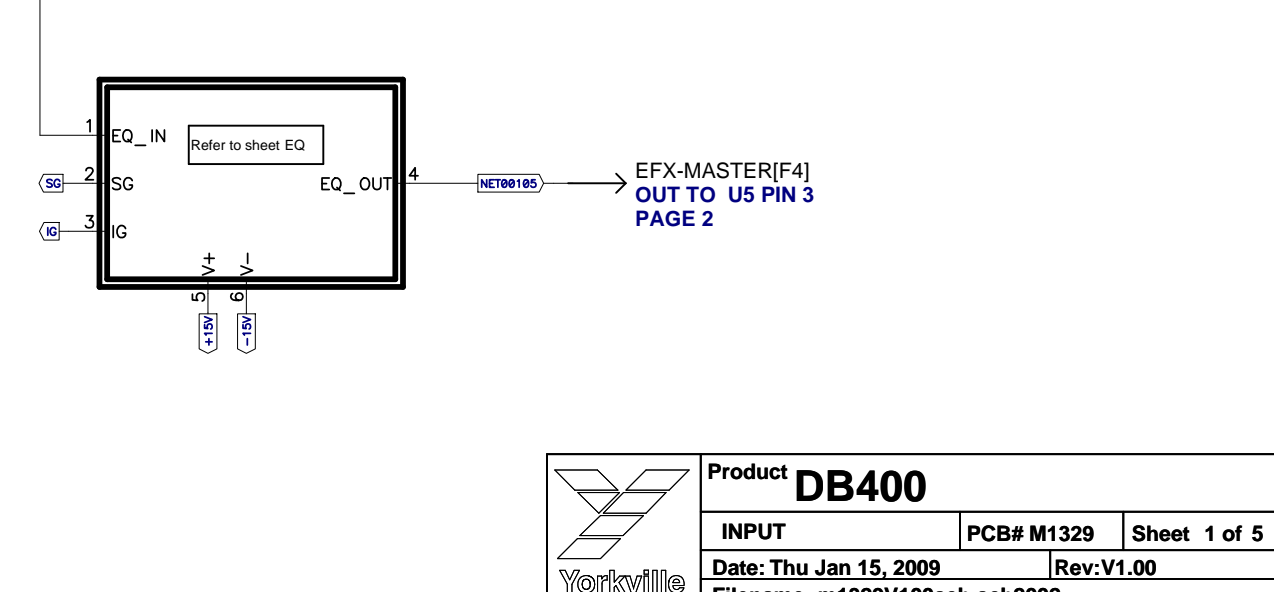 1
EQ_IN
Refer to sheet EQ
SG
2
SG
EQ_OUT
4
NET00105
EFX-MASTER[F4]
OUT TO U5 PIN 3
PAGE 2
IG
3
IG
V+
V-
5
6
+15V
-15V
Product DB400
INPUT
PCB# M1329
Sheet 1 of 5
Date: Thu Jan 15, 2009
Rev:V1.00
Yorkville